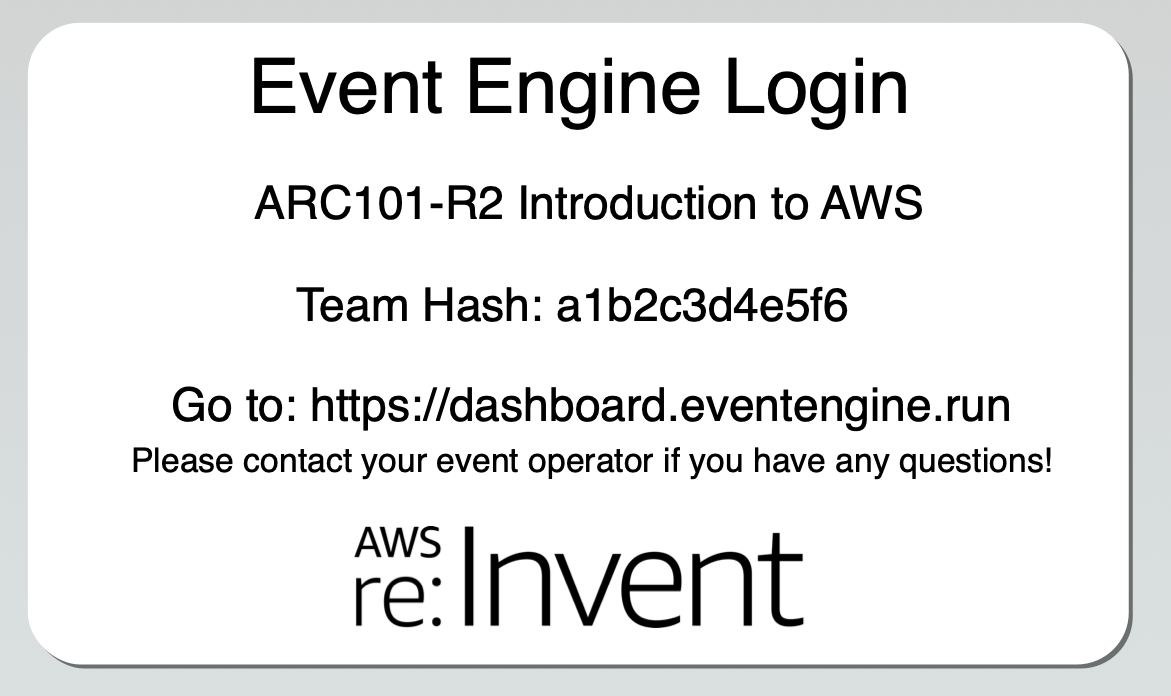 Event Engine Login
ARC101-R2 Introduction to AWS
Team Hash: a1b2c3d4e5f6
Go to: https://dashboard.eventengine.run
Please contact your event operator if you have any questions!
AWS
re:Invent